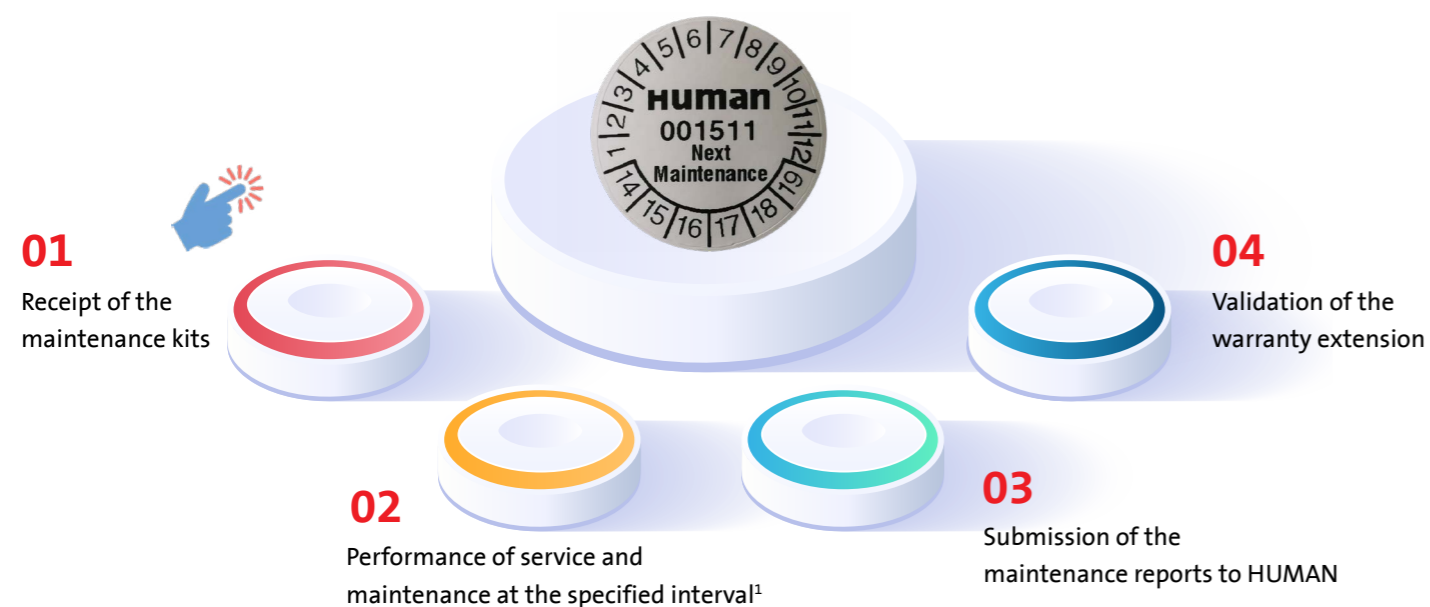 1 2 3 4 5 6 7 8 9 10 11 12
Human
001511
Next
Maintenance
14 15 16 17 18 19
01
Receipt of the
maintenance kits
02
Performance of service and
maintenance at the specified interval¹
03
Submission of the
maintenance reports to HUMAN
04
Validation of the
warranty extension